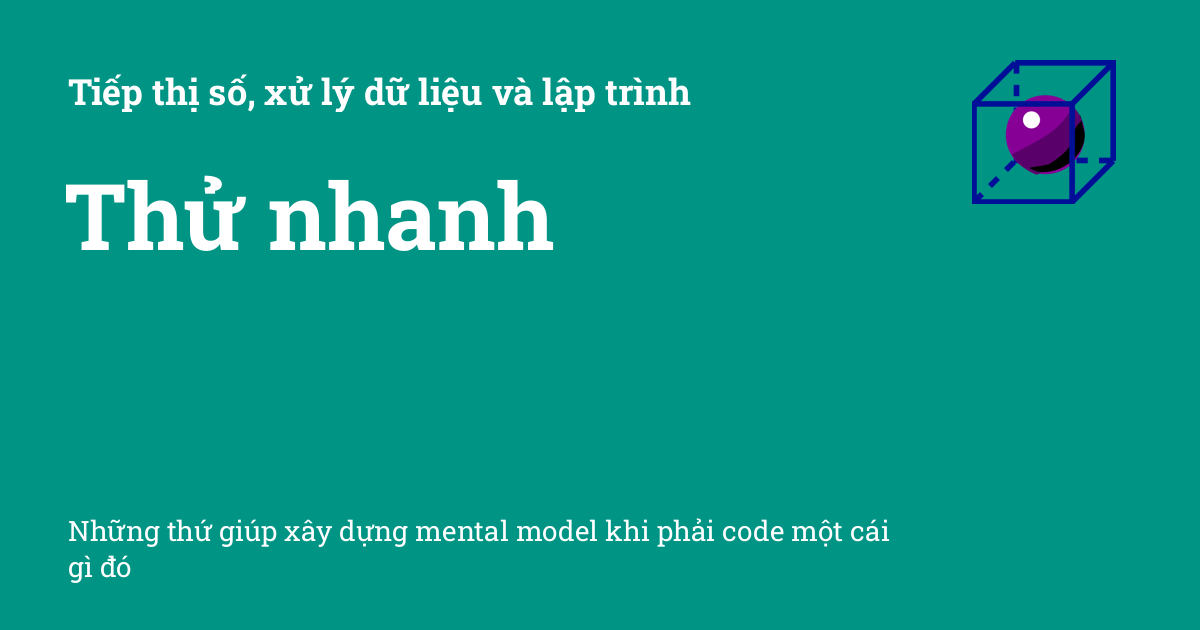 Tiếp thị số, xử lý dữ liệu và lập trình
Thử nhanh
Những thứ giúp xây dựng mental model khi phải code một cái
gì đó